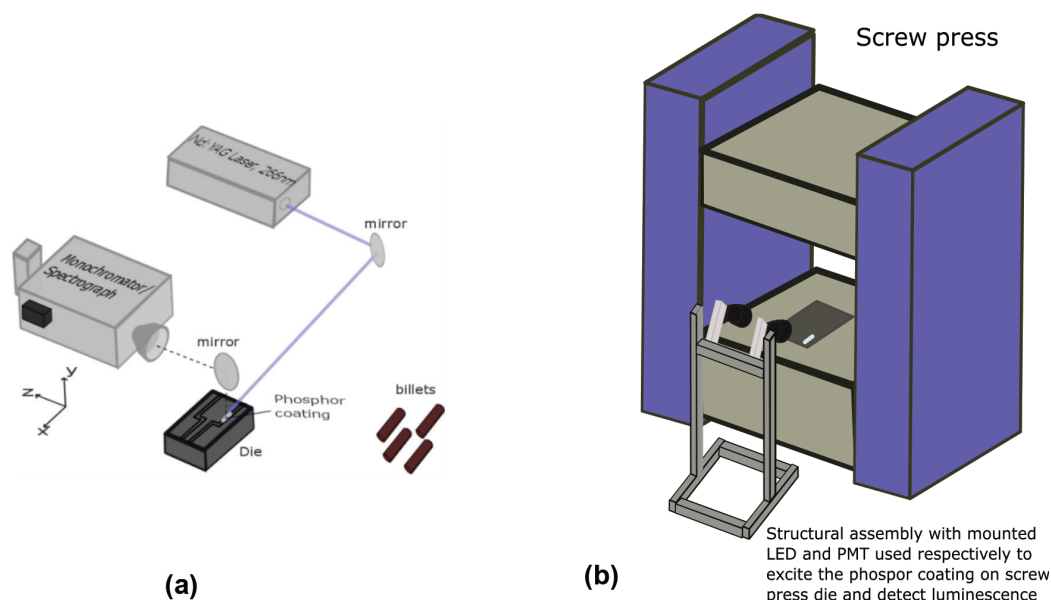 Nd: YAG Laser, 266nm
mirror
Monochromator/
Spectrograph
mirror
y
z
x
Phosphor
coating
billets
Die
(a)
Screw press
Structural assembly with mounted
LED and PMT used respectively to
excite the phospor coating on screw
press die and detect luminescence
(b)